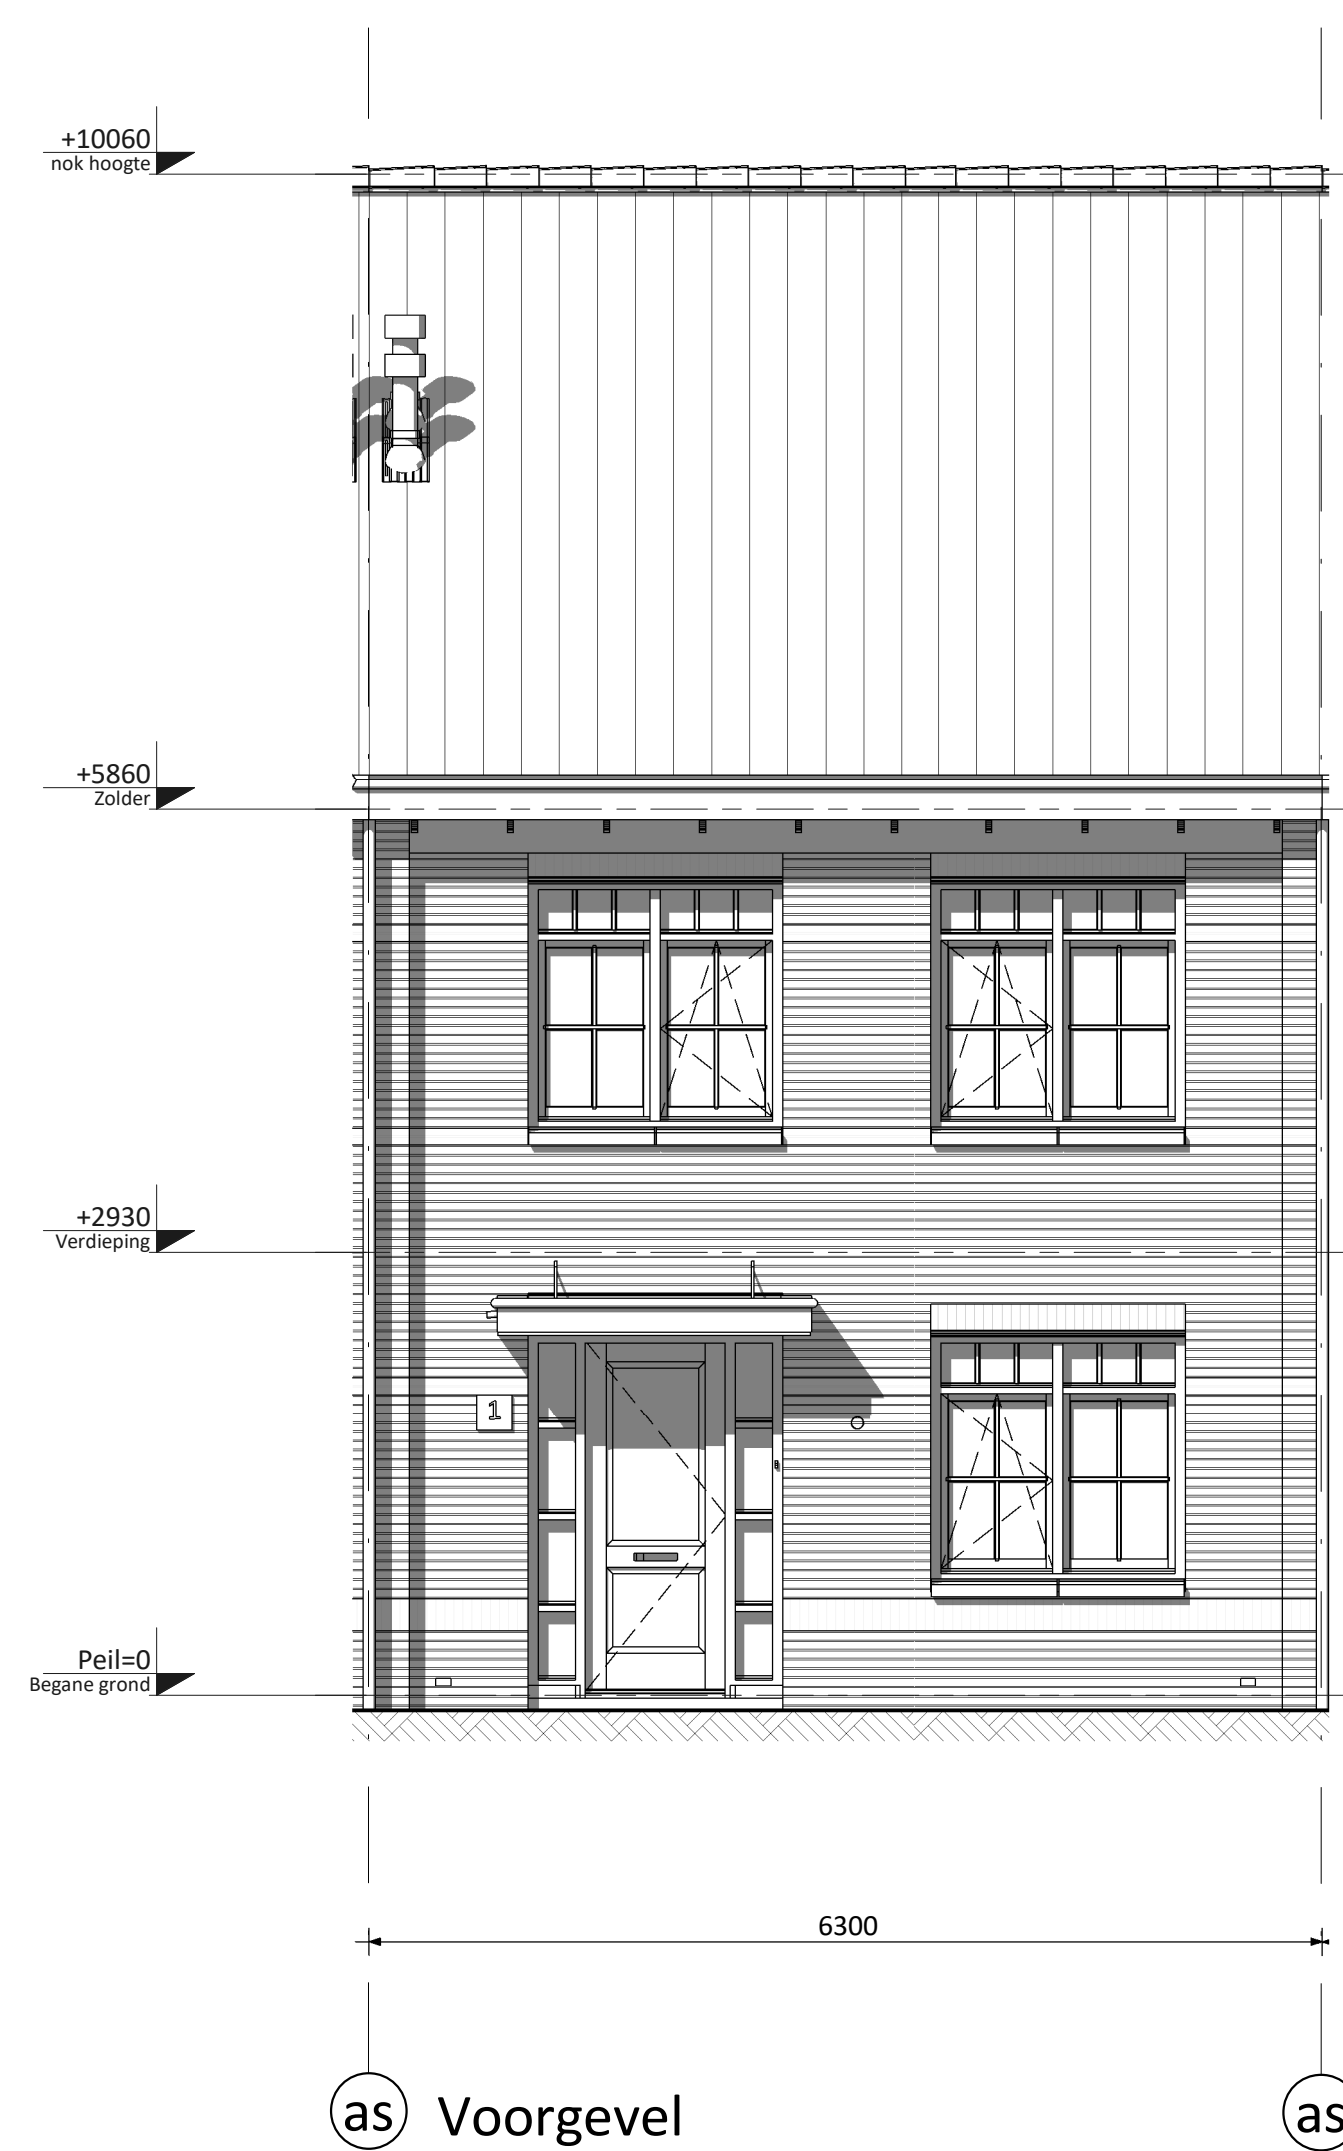 +10060
nok hoogte
+5860
Zolder
+2930
Verdieping
1
Peil=0
Begane grond
6300
as Voorgevel as